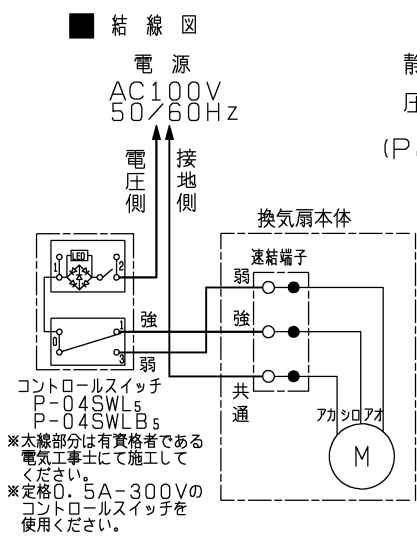 ■ 結 線 図
電 源
AC100V
50/60Hz
静
圧
(P
電圧側
接地側
換気扇本体
速結端子
LED
1
2
弱
強
0
1
3
強
弱
共通
アカ シロ アオ
M
コントロールスイッチ
P-04SWL5
P-04SWLB5
※太線部分は有資格者である
電気工事士にて施工して
ください。
※定格0.5A-300Vの
コントロールスイッチを
使用ください。